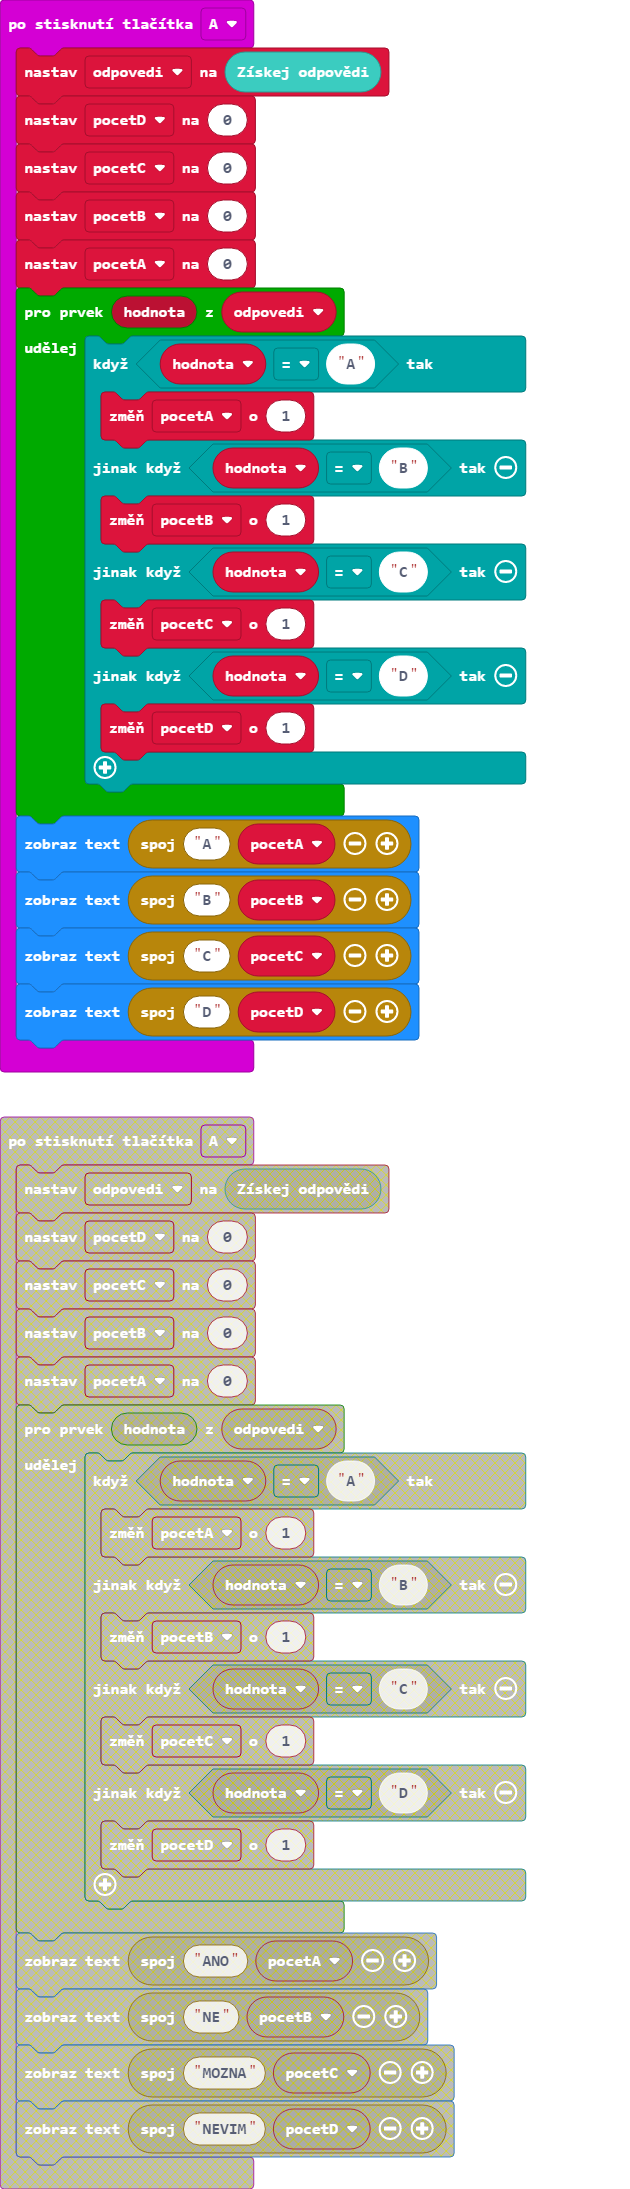 po stisknutí tlačítka A
nastav odpovedi na Získej odpovědi
nastav pocetD na 0
nastav pocetC na 0
nastav pocetB na 0
nastav pocetA na 0
pro prvek hodnota z odpovedi
udělej
když hodnota = "A" tak
změň pocetA o 1
jinak když hodnota = "B" tak
změň pocetB o 1
jinak když hodnota = "C" tak
změň pocetC o 1
jinak když hodnota = "D" tak
změň pocetD o 1
zobraz text spoj "A" pocetA
zobraz text spoj "B" pocetB
zobraz text spoj "C" pocetC
zobraz text spoj "D" pocetD
po stisknutí tlačítka A
nastav odpovedi na Získej odpovědi
nastav pocetD na 0
nastav pocetC na 0
nastav pocetB na 0
nastav pocetA na 0
pro prvek hodnota z odpovedi
udělej
když hodnota = "A" tak
změň pocetA o 1
jinak když hodnota = "B" tak
změň pocetB o 1
jinak když hodnota = "C" tak
změň pocetC o 1
jinak když hodnota = "D" tak
změň pocetD o 1
zobraz text spoj "ANO" pocetA
zobraz text spoj "NE" pocetB
zobraz text spoj "MOZNA" pocetC
zobraz text spoj "NEVIM" pocetD